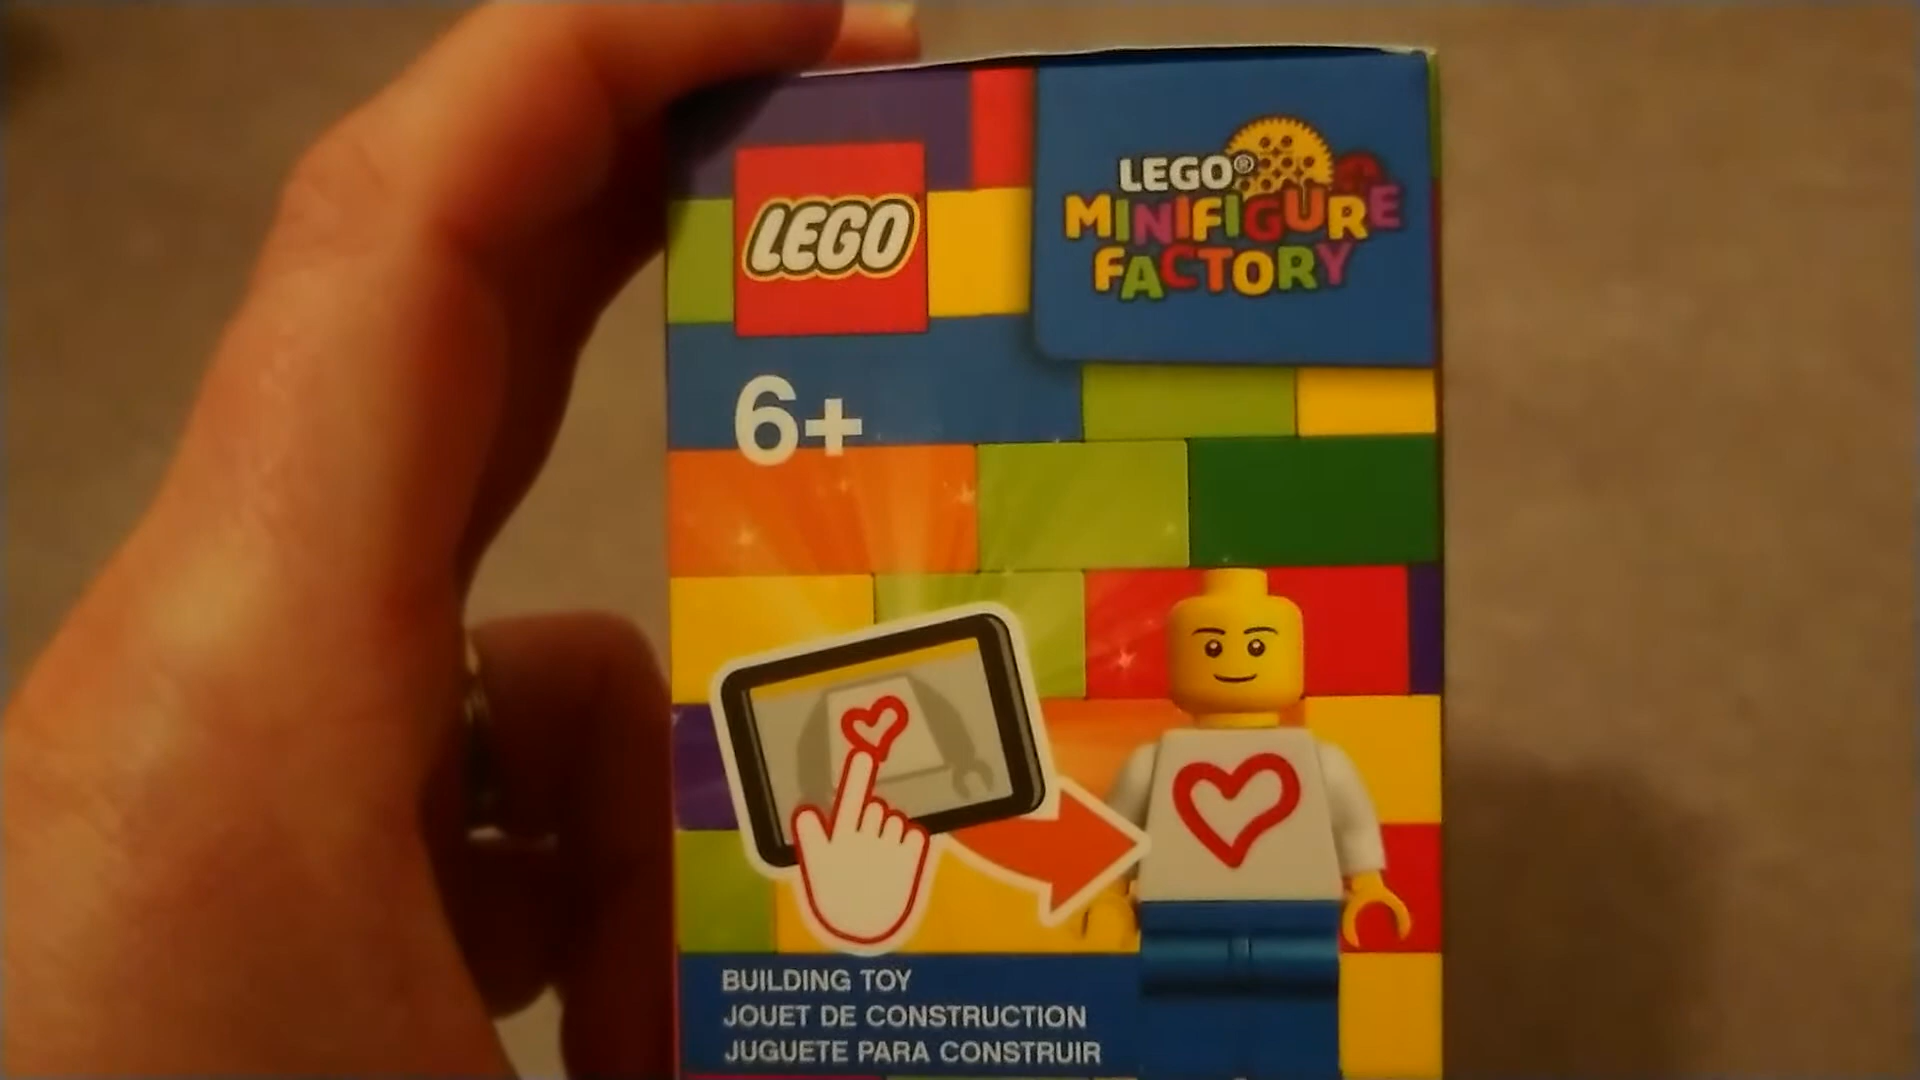 LEGO
LEGO®
MINIFIGURE
FACTORY
6+
BUILDING TOY
JOUET DE CONSTRUCTION
JUGUETE PARA CONSTRUIR